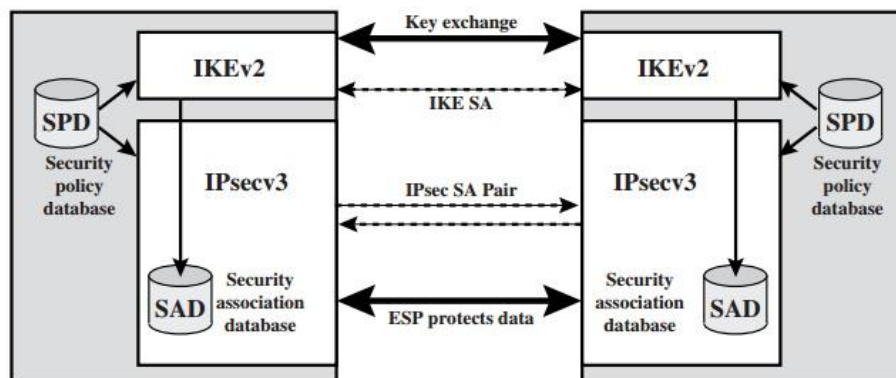 Key exchange
IKEv2
IKEv2
IKE SA
SPD
SPD
Security
policy
database
Security
policy
database
IPsecv3
IPsecv3
IPsec SA Pair
SAD
Security
association
database
Security
association
database
SAD
ESP protects data